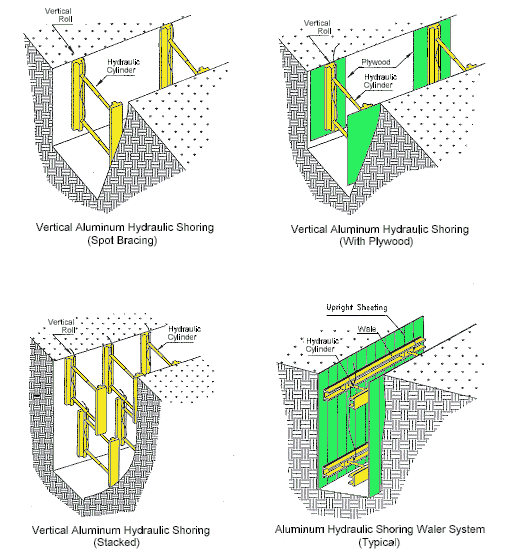 Vertical
Roll
Hydraulic
Cylinder
Vertical Aluminum Hydraulic Shoring
(Spot Bracing)
Vertical
Roll
Plywood
Hydraulic
Cylinder
Vertical Aluminum Hydraulic Shoring
(With Plywood)
Vertical
Roll
Hydraulic
Cylinder
Vertical Aluminum Hydraulic Shoring
(Stacked)
Upright Sheeting
Wale
Hydraulic
Cylinder
Aluminum Hydraulic Shoring Waler System
(Typical)